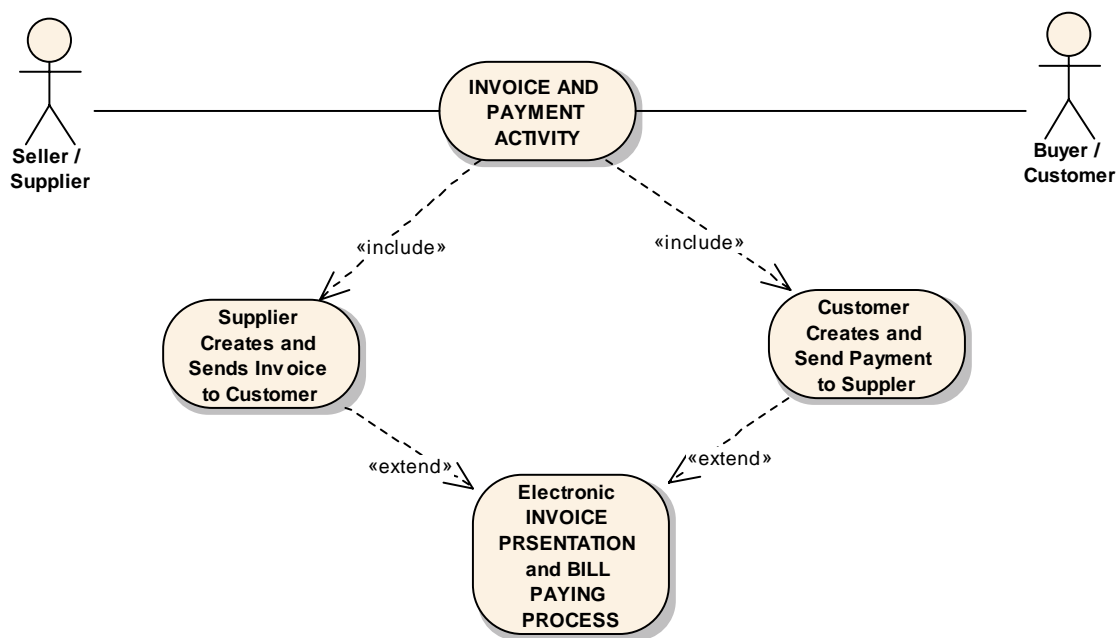 INVOICE AND
PAYMENT
ACTIVITY
Seller /
Supplier
Buyer /
Customer
«include»
«include»
Supplier
Creates and
Sends Invoice
to Customer
Customer
Creates and
Send Payment
to Suppler
«extend»
«extend»
Electronic
INVOICE
PRSENTATION
and BILL
PAYING
PROCESS